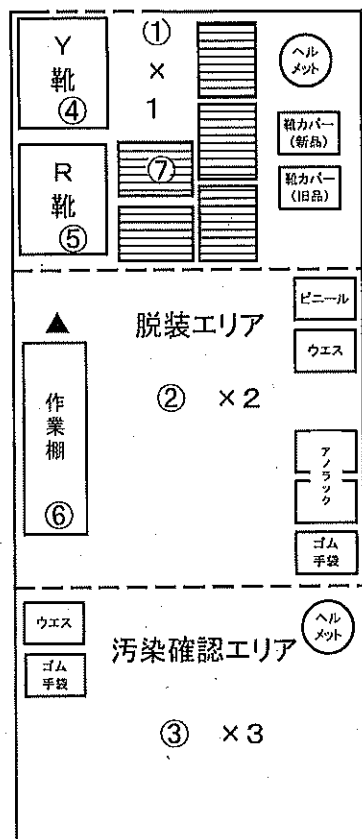 Y
靴
④
①
×
1
ヘル
メット
靴カバー
(新品)
靴カバー
(旧品)
R
靴
⑤
⑦
脱装エリア
② ×2
ビニール
ウエス
▲
作業棚
⑥
アノラック
ゴム
手袋
ウエス
ゴム
手袋
汚染確認エリア
ヘル
メット
③ ×3